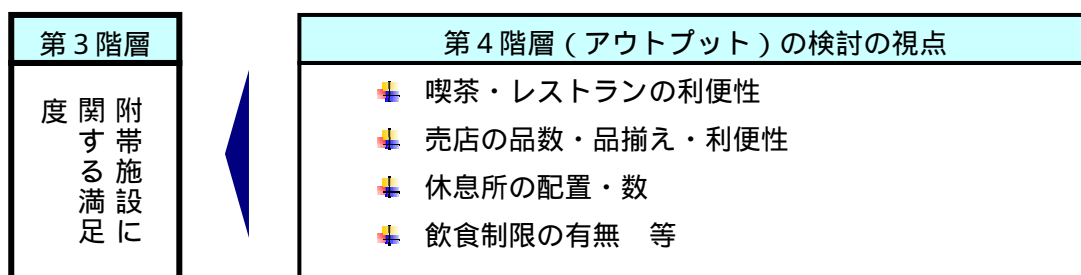 第３階層
附帯施設に
関する満足
度
第４階層（アウトプット）の検討の視点
喫茶・レストランの利便性
売店の品数・品揃え・利便性
休息所の配置・数
飲食制限の有無　等